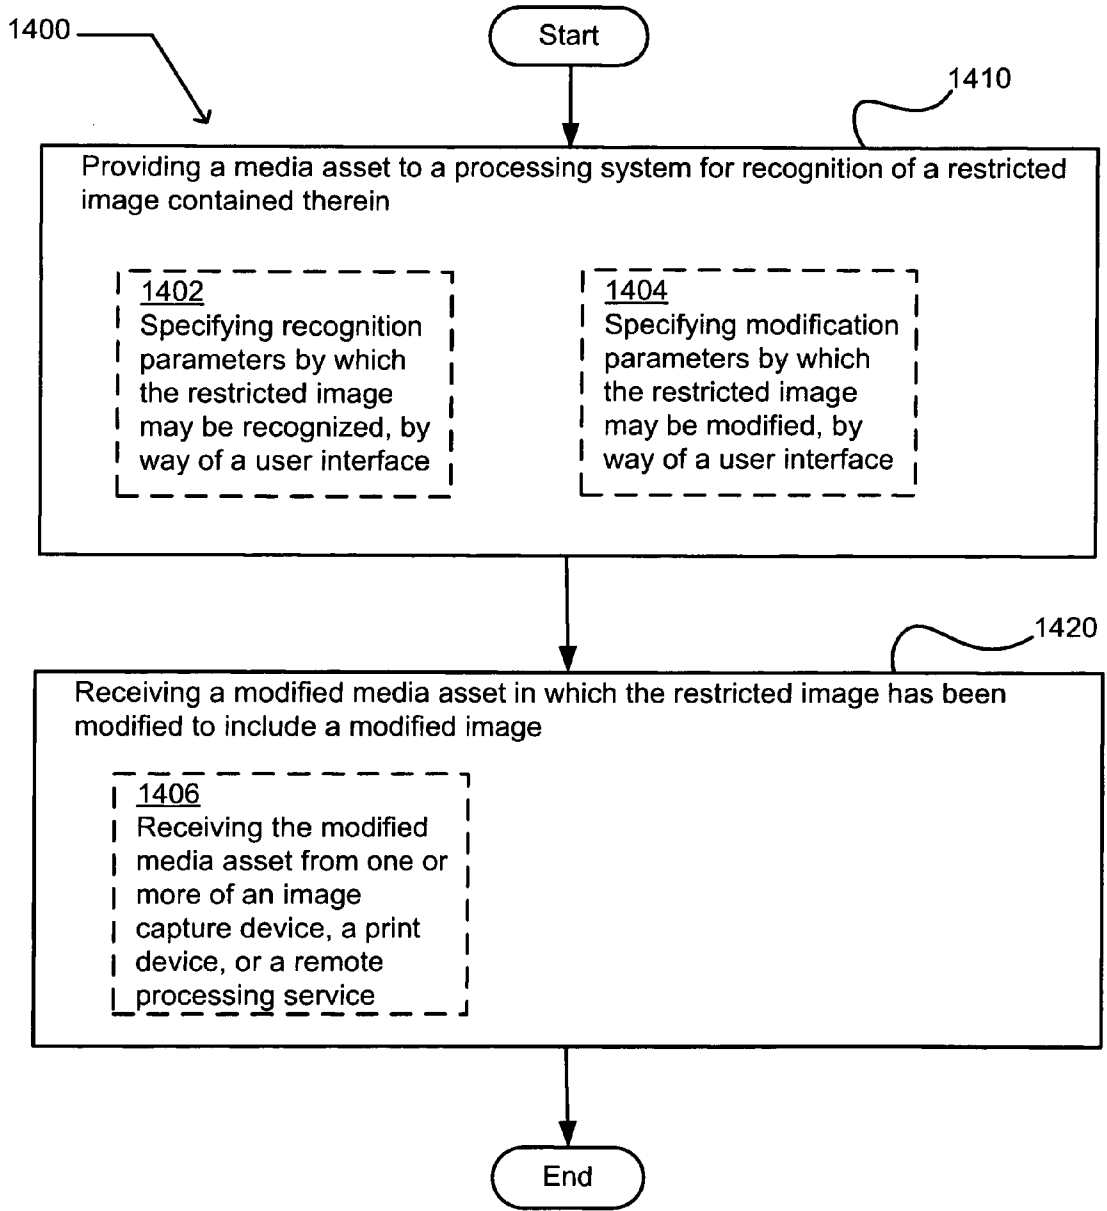 1400
Start
1410
Providing a media asset to a processing system for recognition of a restricted
image contained therein
1402
Specifying recognition
parameters by which
the restricted image
may be recognized, by
way of a user interface
1404
Specifying modification
parameters by which
the restricted image
may be modified, by
way of a user interface
1420
Receiving a modified media asset in which the restricted image has been
modified to include a modified image
1406
Receiving the modified
media asset from one or
more of an image
capture device, a print
device, or a remote
processing service
End